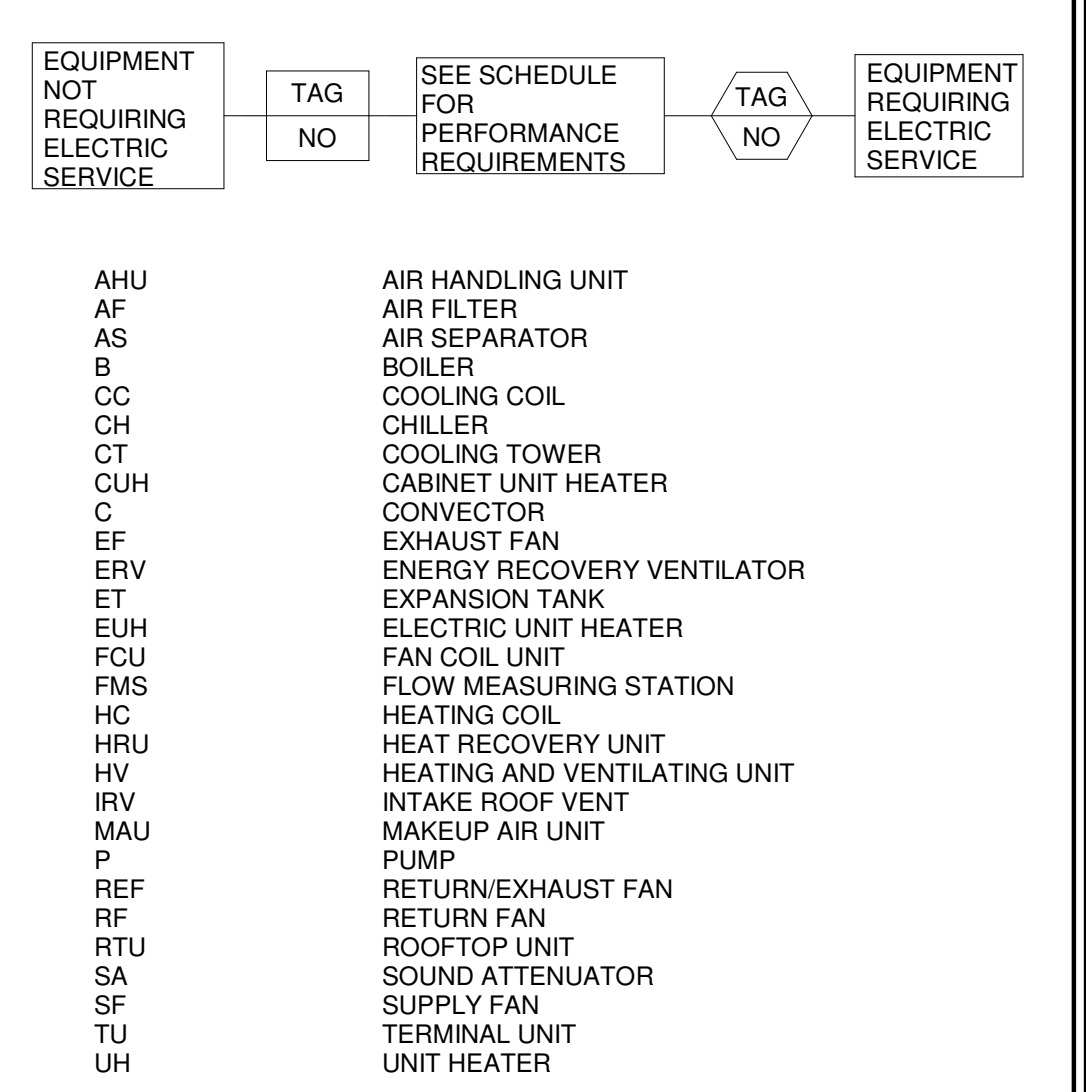 EQUIPMENT
NOT
REQUIRING
ELECTRIC
SERVICE
TAG
NO
SEE SCHEDULE
FOR
PERFORMANCE
REQUIREMENTS
TAG
NO
EQUIPMENT
REQUIRING
ELECTRIC
SERVICE
AHU AIR HANDLING UNIT
AF AIR FILTER
AS AIR SEPARATOR
B BOILER
CC COOLING COIL
CH CHILLER
CT COOLING TOWER
CUH CABINET UNIT HEATER
C CONVECTOR
EF EXHAUST FAN
ERV ENERGY RECOVERY VENTILATOR
ET EXPANSION TANK
EUH ELECTRIC UNIT HEATER
FCU FAN COIL UNIT
FMS FLOW MEASURING STATION
HC HEATING COIL
HRU HEAT RECOVERY UNIT
HV HEATING AND VENTILATING UNIT
IRV INTAKE ROOF VENT
MAU MAKEUP AIR UNIT
P PUMP
REF RETURN/EXHAUST FAN
RF RETURN FAN
RTU ROOFTOP UNIT
SA SOUND ATTENUATOR
SF SUPPLY FAN
TU TERMINAL UNIT
UH UNIT HEATER